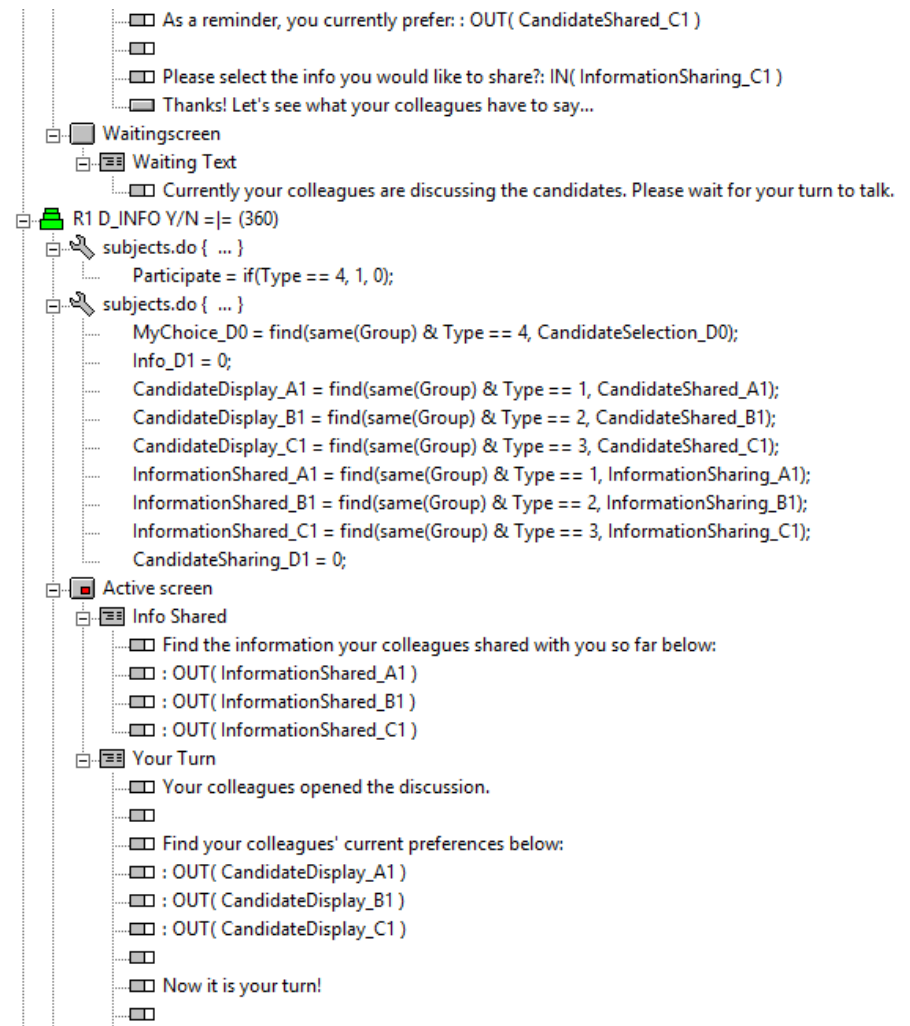 As a reminder, you currently prefer: : OUT( CandidateShared_C1 )
Please select the info you would like to share?: IN( InformationSharing_C1 )
Thanks! Let's see what your colleagues have to say...
Waitingscreen
Waiting Text
Currently your colleagues are discussing the candidates. Please wait for your turn to talk.
R1 D_INFO Y/N =|= (360)
subjects.do { ... }
Participate = if(Type == 4, 1, 0);
subjects.do { ... }
MyChoice_D0 = find(same(Group) & Type == 4, CandidateSelection_D0);
Info_D1 = 0;
CandidateDisplay_A1 = find(same(Group) & Type == 1, CandidateShared_A1);
CandidateDisplay_B1 = find(same(Group) & Type == 2, CandidateShared_B1);
CandidateDisplay_C1 = find(same(Group) & Type == 3, CandidateShared_C1);
InformationShared_A1 = find(same(Group) & Type == 1, InformationSharing_A1);
InformationShared_B1 = find(same(Group) & Type == 2, InformationSharing_B1);
InformationShared_C1 = find(same(Group) & Type == 3, InformationSharing_C1);
CandidateSharing_D1 = 0;
Active screen
Info Shared
Find the information your colleagues shared with you so far below:
: OUT( InformationShared_A1 )
: OUT( InformationShared_B1 )
: OUT( InformationShared_C1 )
Your Turn
Your colleagues opened the discussion.
Find your colleagues' current preferences below:
: OUT( CandidateDisplay_A1 )
: OUT( CandidateDisplay_B1 )
: OUT( CandidateDisplay_C1 )
Now it is your turn!